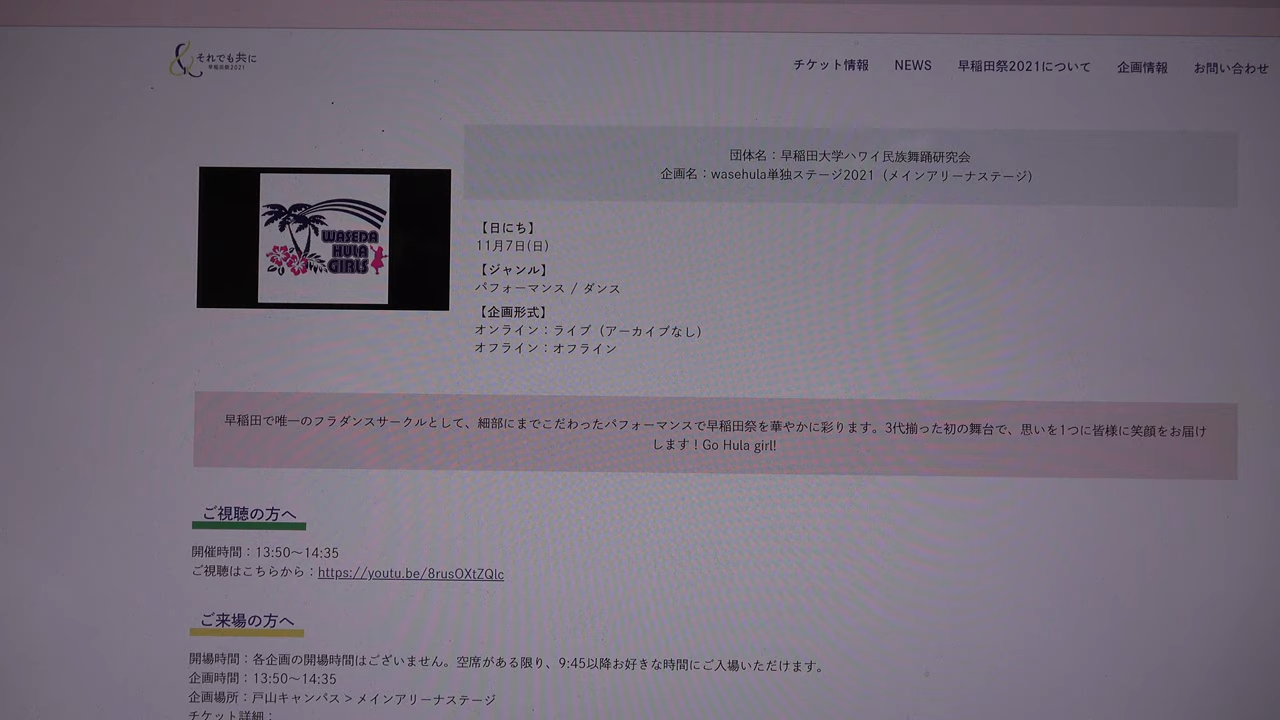 それでも共に
早稲田祭2021
チケット情報 NEWS 早稲田祭2021について 企画情報 お問い合わせ
団体名：早稲田大学ハワイ民族舞踊研究会
企画名：wasehula単独ステージ2021（メインアリーナステージ）
WASEDA
HULA
GIRLS
【日にち】
11月7日(日)
【ジャンル】
パフォーマンス / ダンス
【企画形式】
オンライン：ライブ（アーカイブなし）
オフライン：オフライン
早稲田で唯一のフラダンスサークルとして、細部にまでこだわったパフォーマンスで早稲田祭を華やかに彩ります。3代揃った初の舞台で、思いを1つに皆様に笑顔をお届け
します！Go Hula girl!
ご視聴の方へ
開催時間：13:50〜14:35
ご視聴はこちらから：https://youtu.be/8rusOXtZQlc
ご来場の方へ
開場時間：各企画の開場時間はございません。空席がある限り、9:45以降お好きな時間にご入場いただけます。
企画時間：13:50〜14:35
企画場所：戸山キャンパス > メインアリーナステージ
チケット詳細：